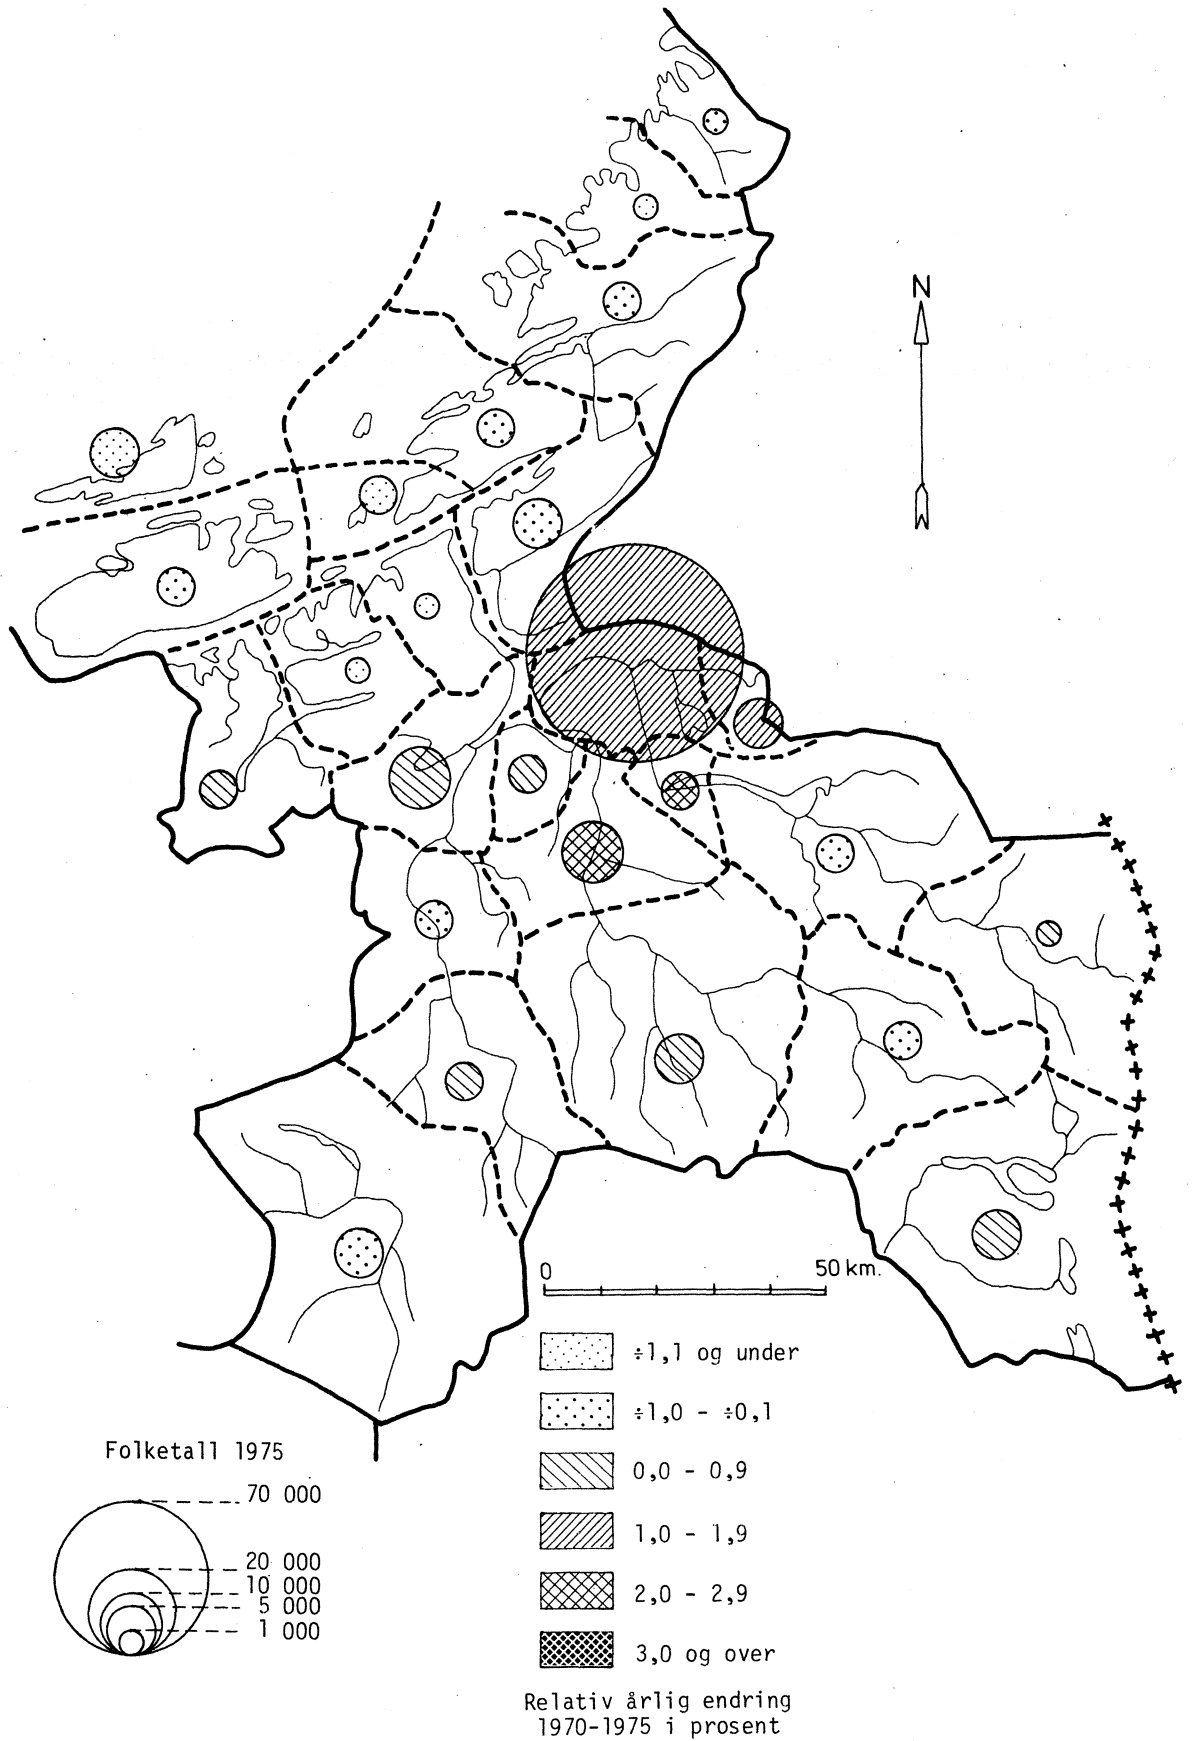 N
0 50 km.
÷1,1 og under
÷1,0 - ÷0,1
0,0 - 0,9
1,0 - 1,9
2,0 - 2,9
3,0 og over
Relativ årlig endring
1970-1975 i prosent
Folketall 1975
70 000
20 000
10 000
5 000
1 000